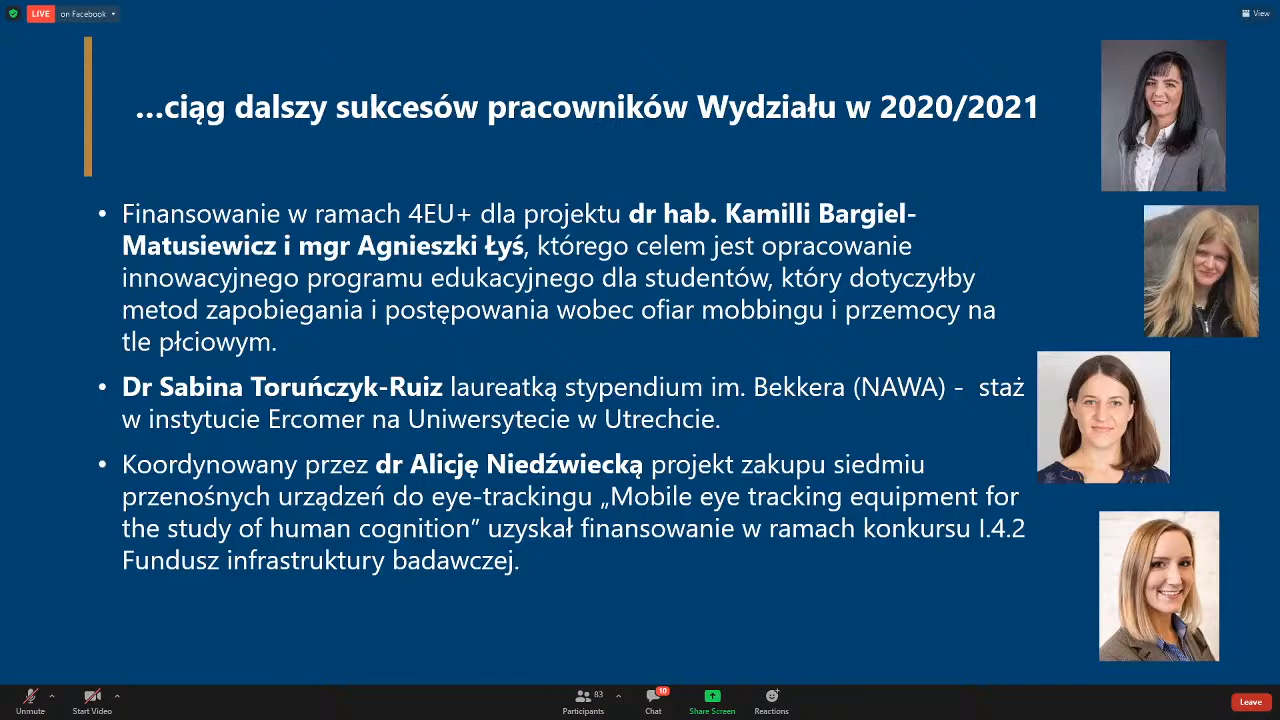 LIVE on Facebook
View
...ciąg dalszy sukcesów pracowników Wydziału w 2020/2021
• Finansowanie w ramach 4EU+ dla projektu dr hab. Kamilli Bargiel-
Matusiewicz i mgr Agnieszki Łyś, którego celem jest opracowanie
innowacyjnego programu edukacyjnego dla studentów, który dotyczyłby
metod zapobiegania i postępowania wobec ofiar mobbingu i przemocy na
tle płciowym.
• Dr Sabina Toruńczyk-Ruiz laureatką stypendium im. Bekkera (NAWA) - staż
w instytucie Ercomer na Uniwersytecie w Utrechcie.
• Koordynowany przez dr Alicję Niedźwiecką projekt zakupu siedmiu
przenośnych urządzeń do eye-trackingu „Mobile eye tracking equipment for
the study of human cognition” uzyskał finansowanie w ramach konkursu I.4.2
Fundusz infrastruktury badawczej.
Unmute
Start Video
83
Participants
10
Chat
Share Screen
Reactions
Leave